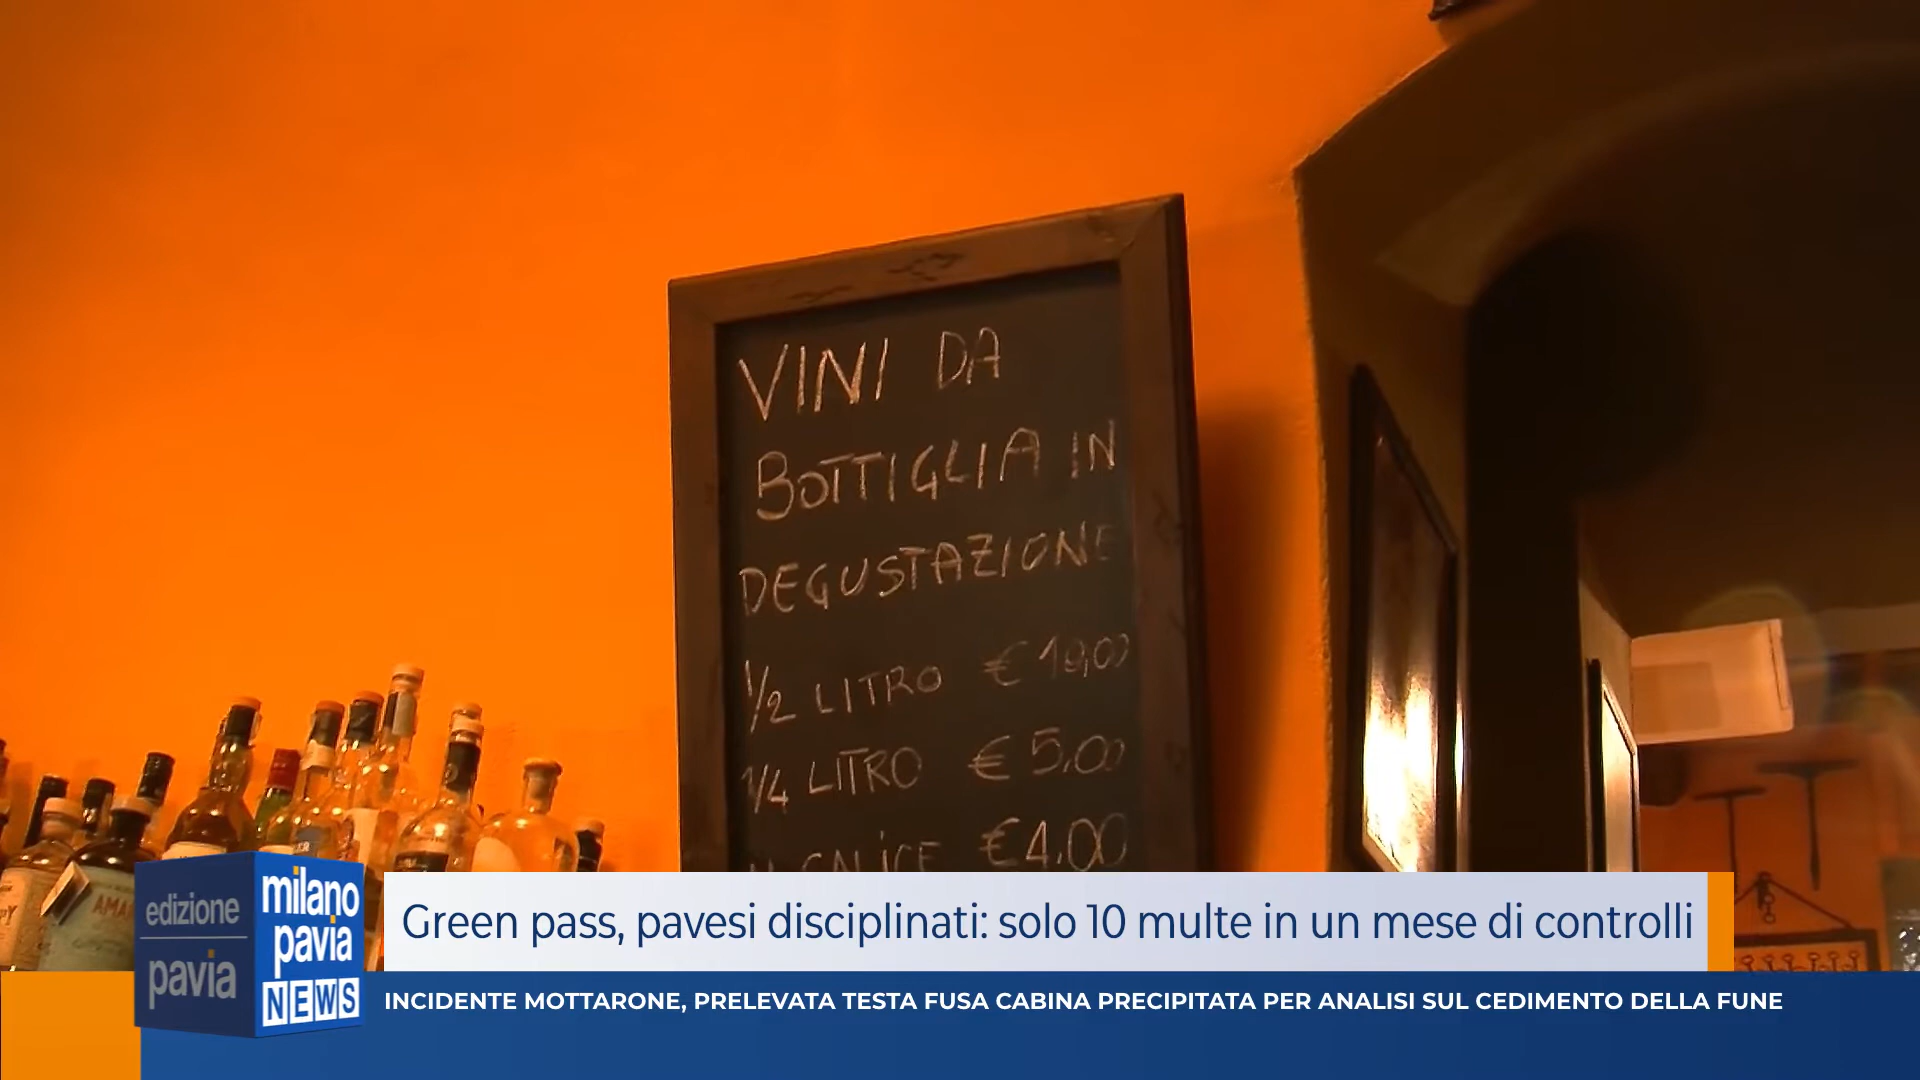 VINI DA
BOTTIGLIA IN
DEGUSTAZIONE
1/2 LITRO € 10,00
1/4 LITRO € 5,00
CALICE € 4,00
AMA
edizione
pavia
milano
pavia
NEWS
Green pass, pavesi disciplinati: solo 10 multe in un mese di controlli
INCIDENTE MOTTARONE, PRELEVATA TESTA FUSA CABINA PRECIPITATA PER ANALISI SUL CEDIMENTO DELLA FUNE